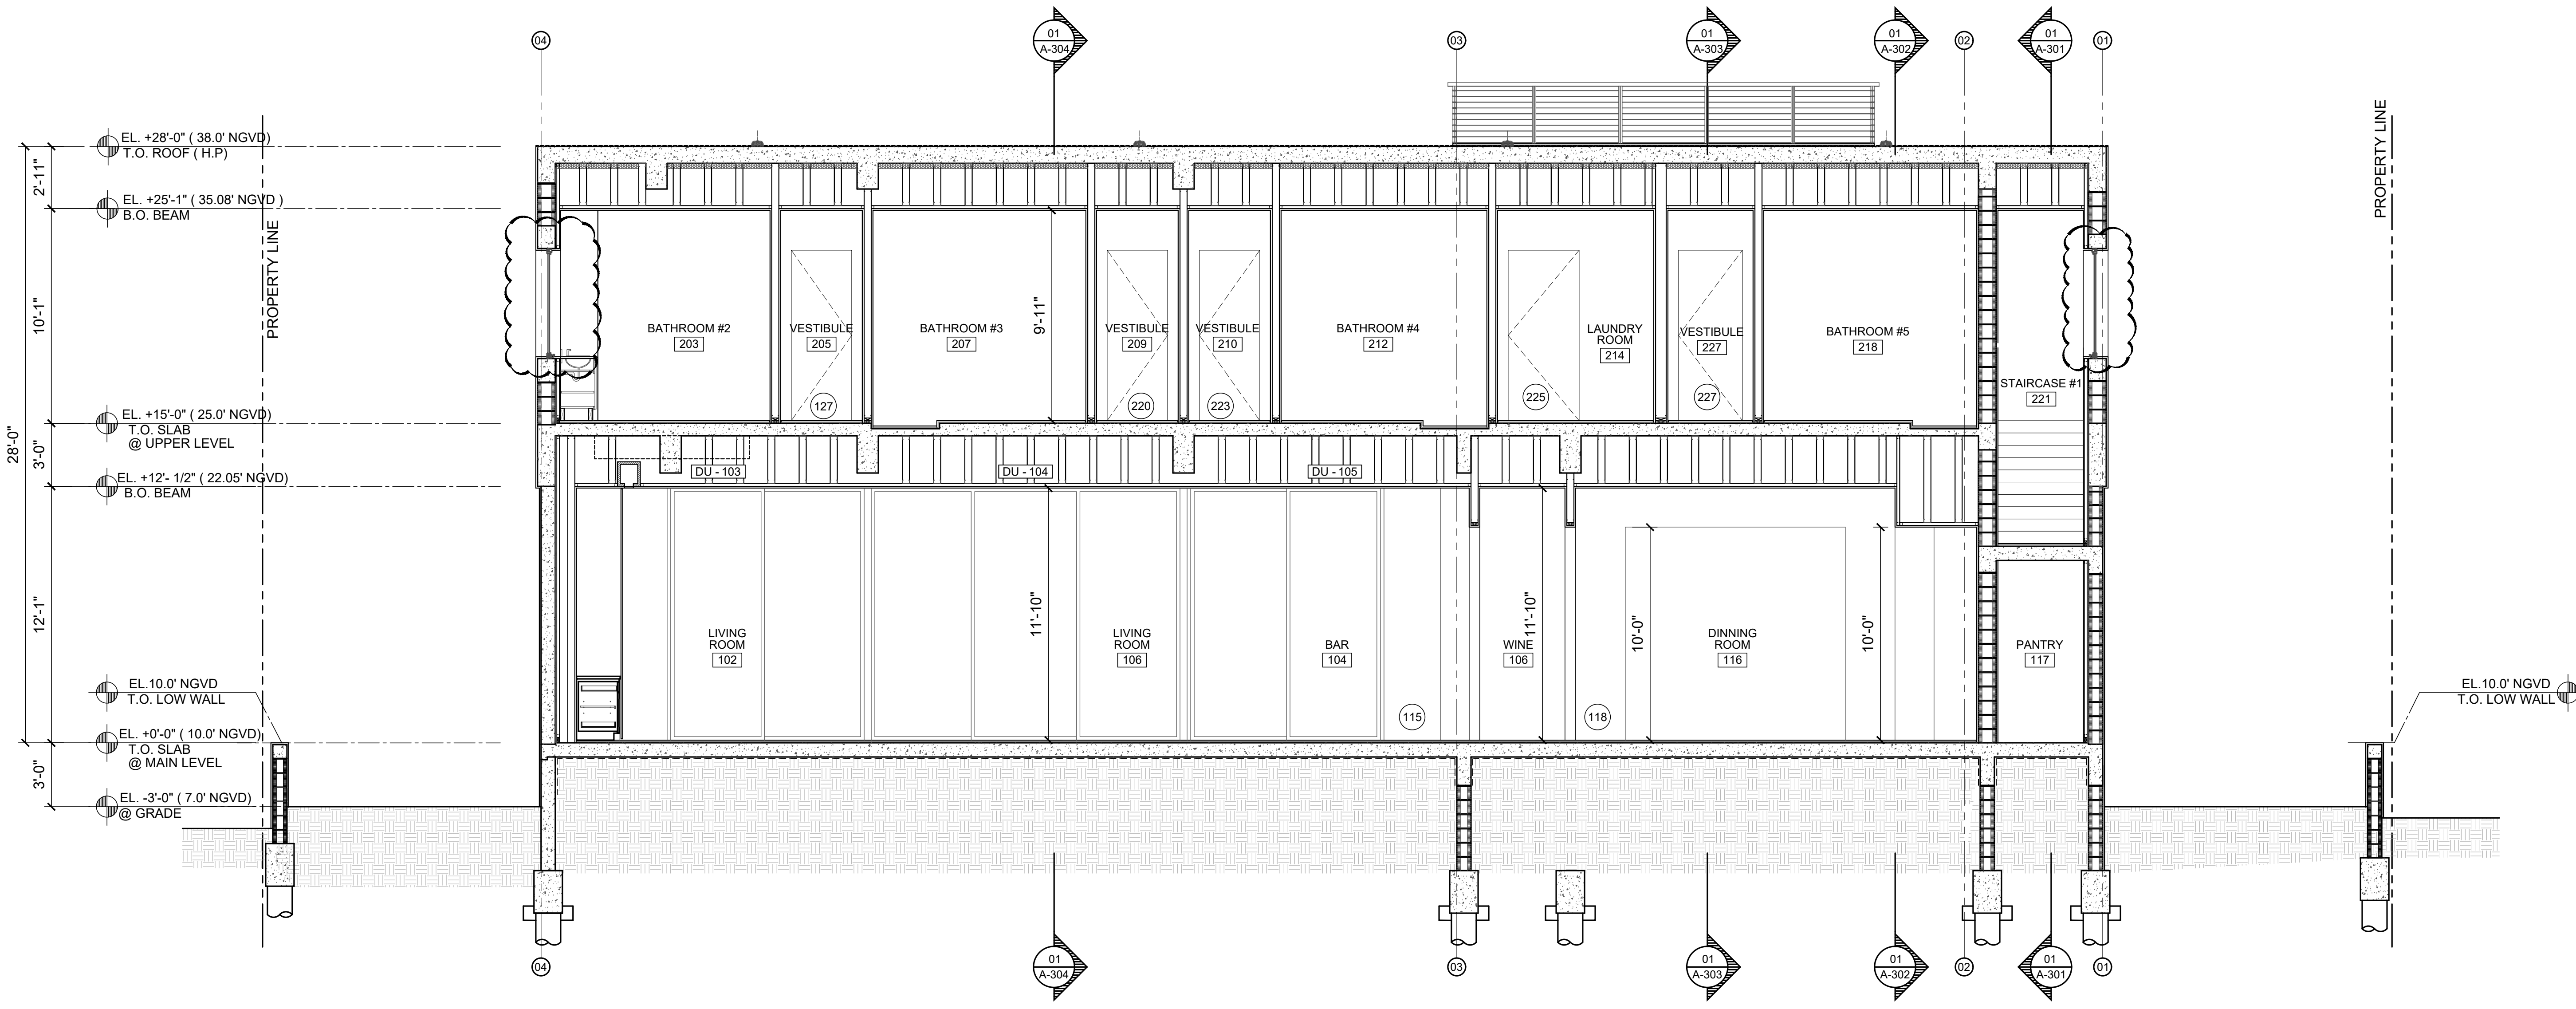 04
01
A-304
03
01
A-303
01
A-302
02
01
A-301
01
EL. +28'-0" ( 38.0' NGVD)
T.O. ROOF ( H.P)
2'-11"
EL. +25'-1" ( 35.08' NGVD )
B.O. BEAM
PROPERTY LINE
PROPERTY LINE
10'-1"
9'-11"
BATHROOM #2
203
VESTIBULE
205
BATHROOM #3
207
VESTIBULE
209
VESTIBULE
210
BATHROOM #4
212
LAUNDRY
ROOM
214
VESTIBULE
227
BATHROOM #5
218
STAIRCASE #1
221
127
220
223
225
227
EL. +15'-0" ( 25.0' NGVD)
T.O. SLAB
@ UPPER LEVEL
28'-0"
3'-0"
DU - 103
DU - 104
DU - 105
EL. +12'- 1/2" ( 22.05' NGVD)
B.O. BEAM
12'-1"
11'-10"
11'-10"
10'-0"
10'-0"
LIVING
ROOM
102
LIVING
ROOM
106
BAR
104
WINE
106
DINNING
ROOM
116
PANTRY
117
115
118
EL.10.0' NGVD
T.O. LOW WALL
EL.10.0' NGVD
T.O. LOW WALL
EL. +0'-0" ( 10.0' NGVD)
T.O. SLAB
@ MAIN LEVEL
3'-0"
EL. -3'-0" ( 7.0' NGVD)
@ GRADE
04
01
A-304
03
01
A-303
01
A-302
02
01
A-301
01